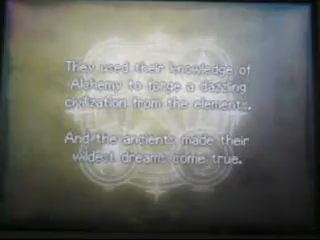 They used their knowledge of
Alchemy to forge a dazzling
civilization from the elements.
And the ancients made their
wildest dreams come true.